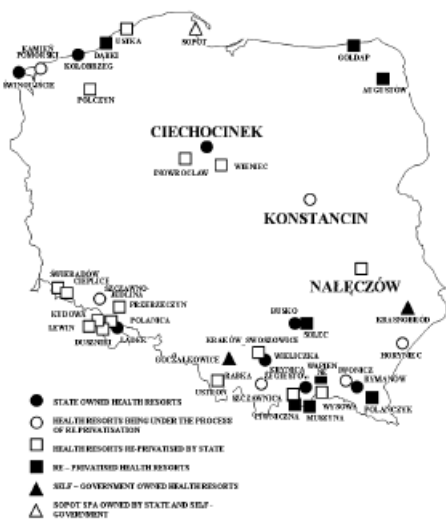 USTKA
SOPOT
KAMIEŃ
POMORSKI
DĄBKI
KOŁOBRZEG
ŚWINOUJŚCIE
POŁCZYN
GOŁDAP
AUGUSTÓW
CIECHOCINEK
INOWROCŁAW
WIENIEC
KONSTANCIN
NAŁĘCZÓW
ŚWIERADÓW
CIEPLICE
SZCZAWNO-
JEDLINA
PRZERZECZYN
KUDOWA
POLANICA
LEWIN
DUSZNIKI
LĄDEK
BUSKO
SOLEC
KRASNOBRÓD
HORYNIEC
KRAKÓW SWOSZOWICE
GOCZAŁKOWICE
WIELICZKA
WAPIEN
NE
IWONICZ
RABKA
KRYNICA
ŻEGIESTÓW
RYMANÓW
USTROŃ
SZCZAWNICA
WYSOWA
POLAŃCZYK
MUSZYNA
STATE OWNED HEALTH RESORTS
HEALTH RESORTS BEING UNDER THE PROCESS
OF RE-PRIVATISATION
HEALTH RESORTS RE-PRIVATISED BY STATE
RE – PRIVATISED HEALTH RESORTS
SELF – GOVERNMENT OWNED HEALTH RESORTS
SOPOT SPA OWNED BY STATE AND SELF -
GOVERNMENT